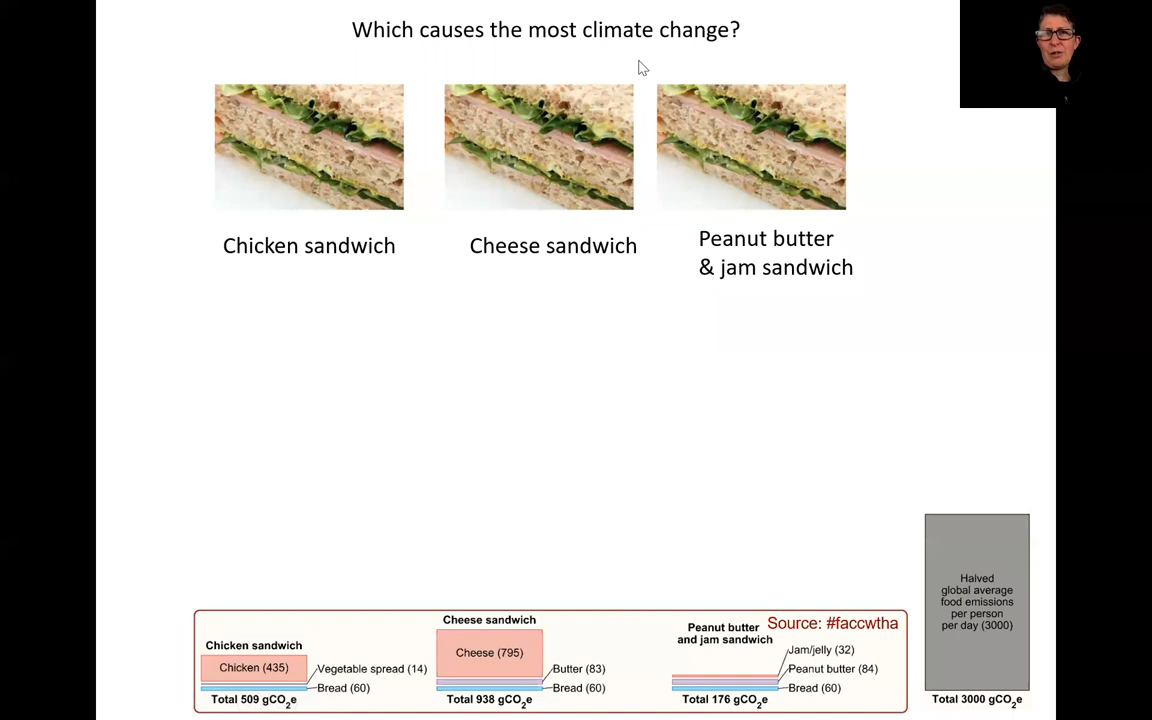 Which causes the most climate change?
Chicken sandwich
Cheese sandwich
Peanut butter
& jam sandwich
Chicken sandwich
Chicken (435)
Vegetable spread (14)
Bread (60)
Total 509 gCO₂e
Cheese sandwich
Cheese (795)
Butter (83)
Bread (60)
Total 938 gCO₂e
Peanut butter
and jam sandwich
Source: #faccwtha
Jam/jelly (32)
Peanut butter (84)
Bread (60)
Total 176 gCO₂e
Halved
global average
food emissions
per person
per day (3000)
Total 3000 gCO₂e